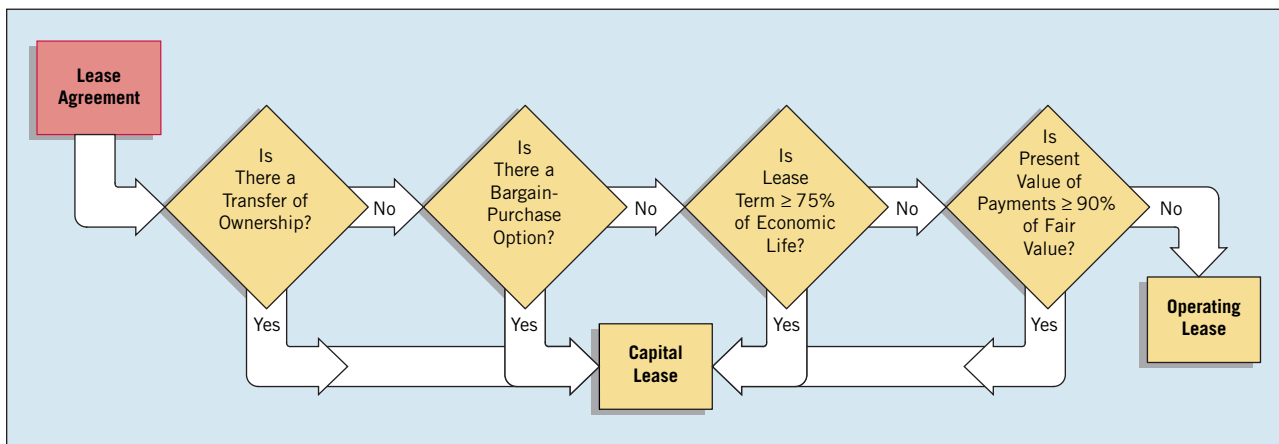 Lease
Agreement
Is
There a
Transfer of
Ownership?
No
Is
There a
Bargain-
Purchase
Option?
No
Is
Lease
Term ≥ 75%
of Economic
Life?
No
Is
Present
Value of
Payments ≥ 90%
of Fair
Value?
No
Yes
Yes
Yes
Yes
Capital
Lease
Operating
Lease